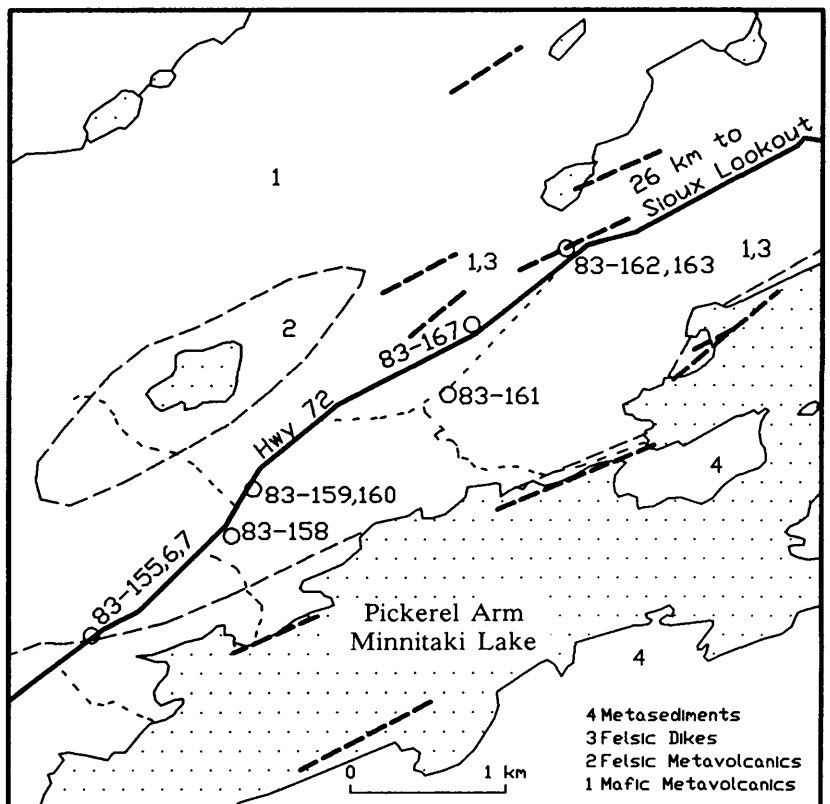 26 km to
Sioux Lookout
1
1,3
1,3
83-162,163
2
83-167
83-161
Hwy 72
4
83-159,160
83-158
83-155,6,7
Pickerel Arm
Minnitaki Lake
4
4 Metasediments
3 Felsic Dikes
2 Felsic Metavolcanics
1 Mafic Metavolcanics
0 1 km